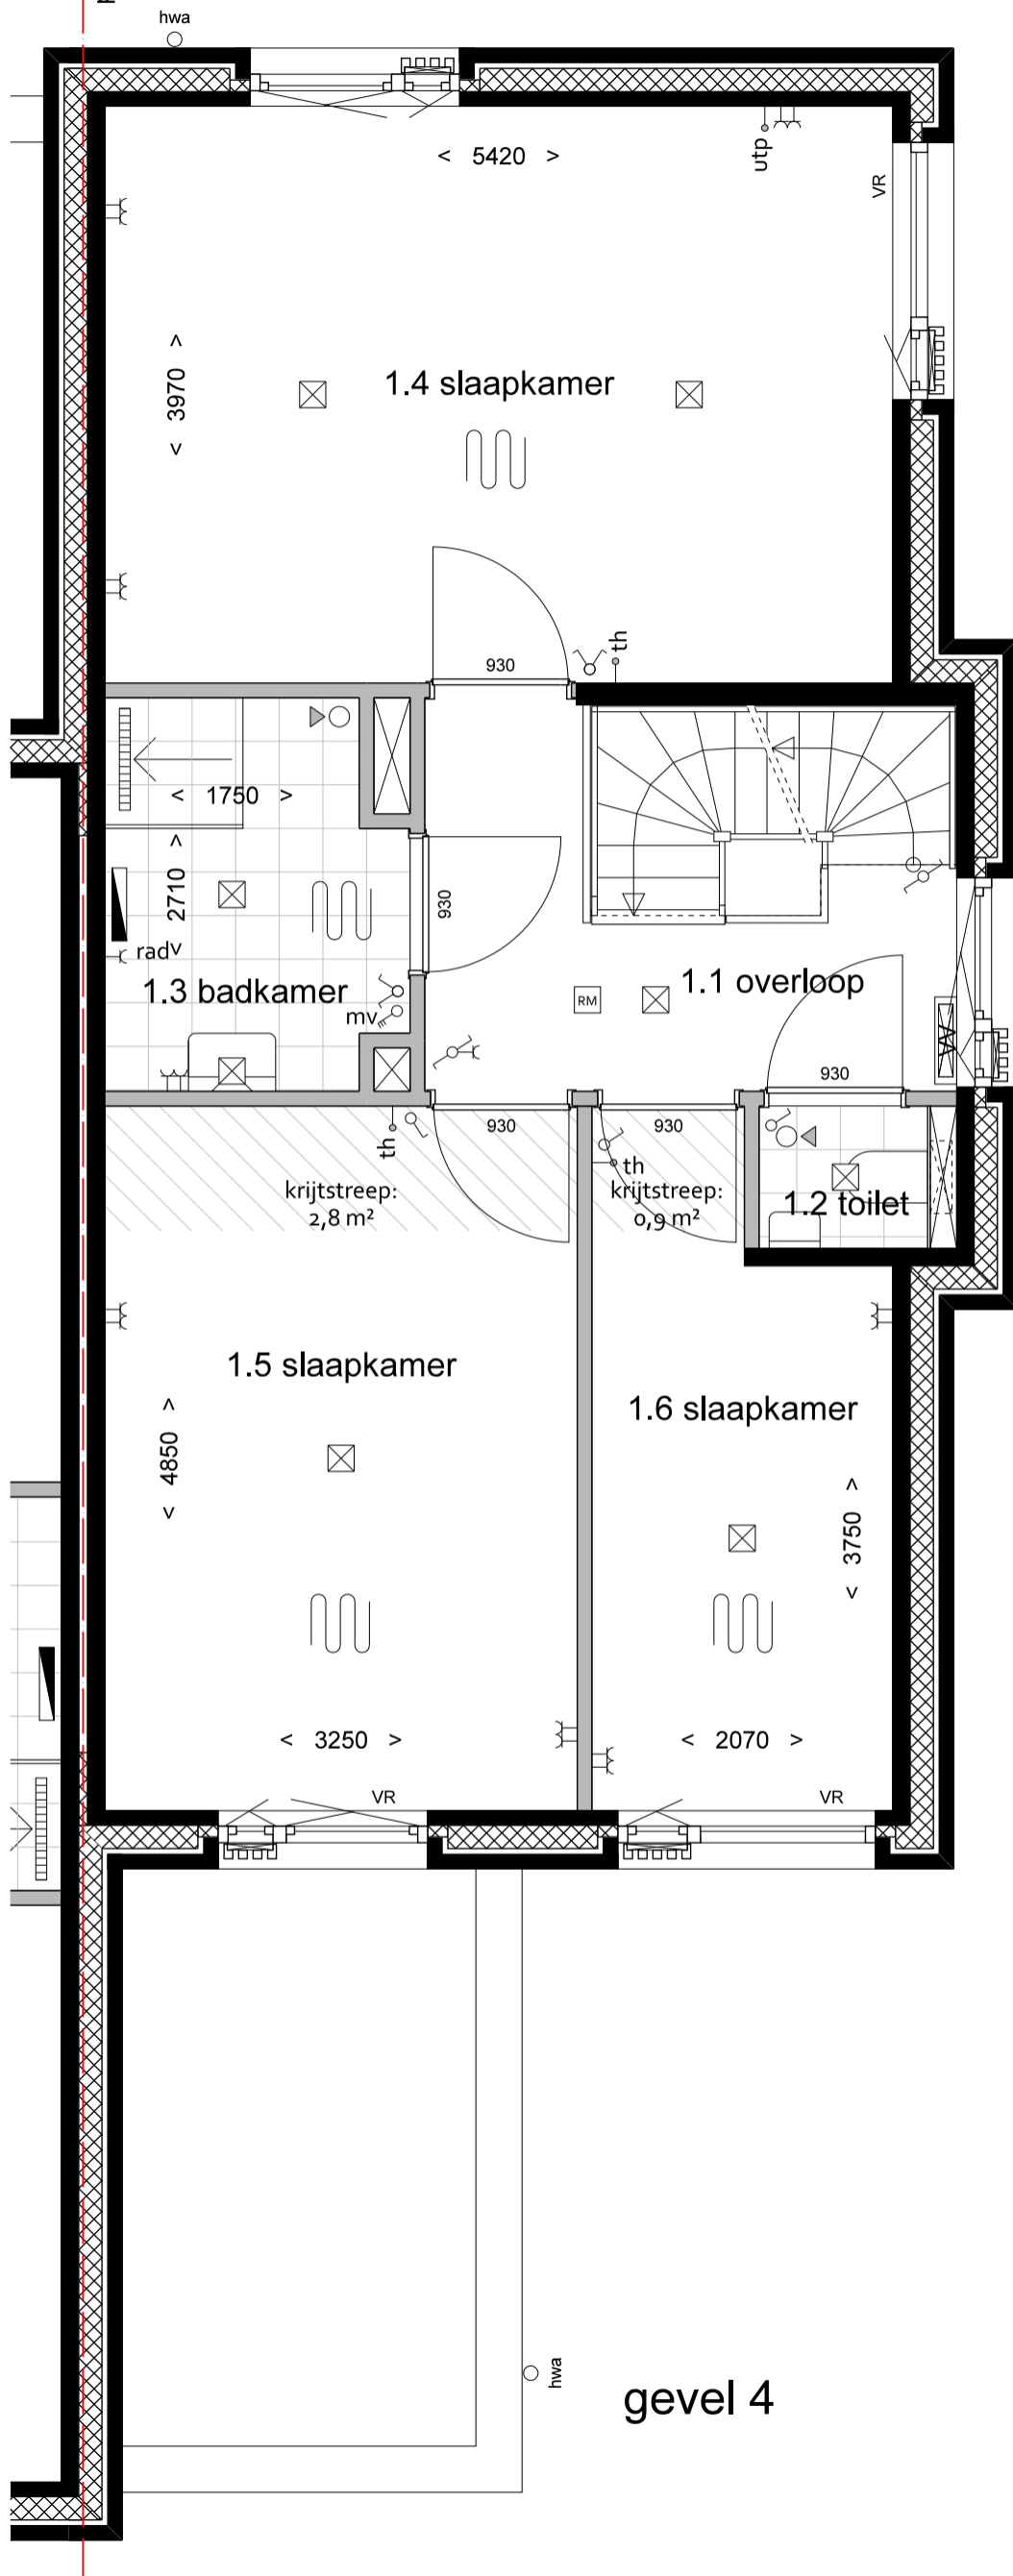 hwa
< 5420 >
utp
VR
< 3970 >
1.4 slaapkamer
th
930
< 1750 >
< 2710 >
930
rad
1.3 badkamer
mv
1.1 overloop
RM
930
930
930
th
th
krijtstreep:
2,8 m²
krijtstreep:
0,9 m²
1.2 toilet
1.5 slaapkamer
1.6 slaapkamer
< 4850 >
< 3750 >
< 3250 >
< 2070 >
VR
VR
hwa
gevel 4